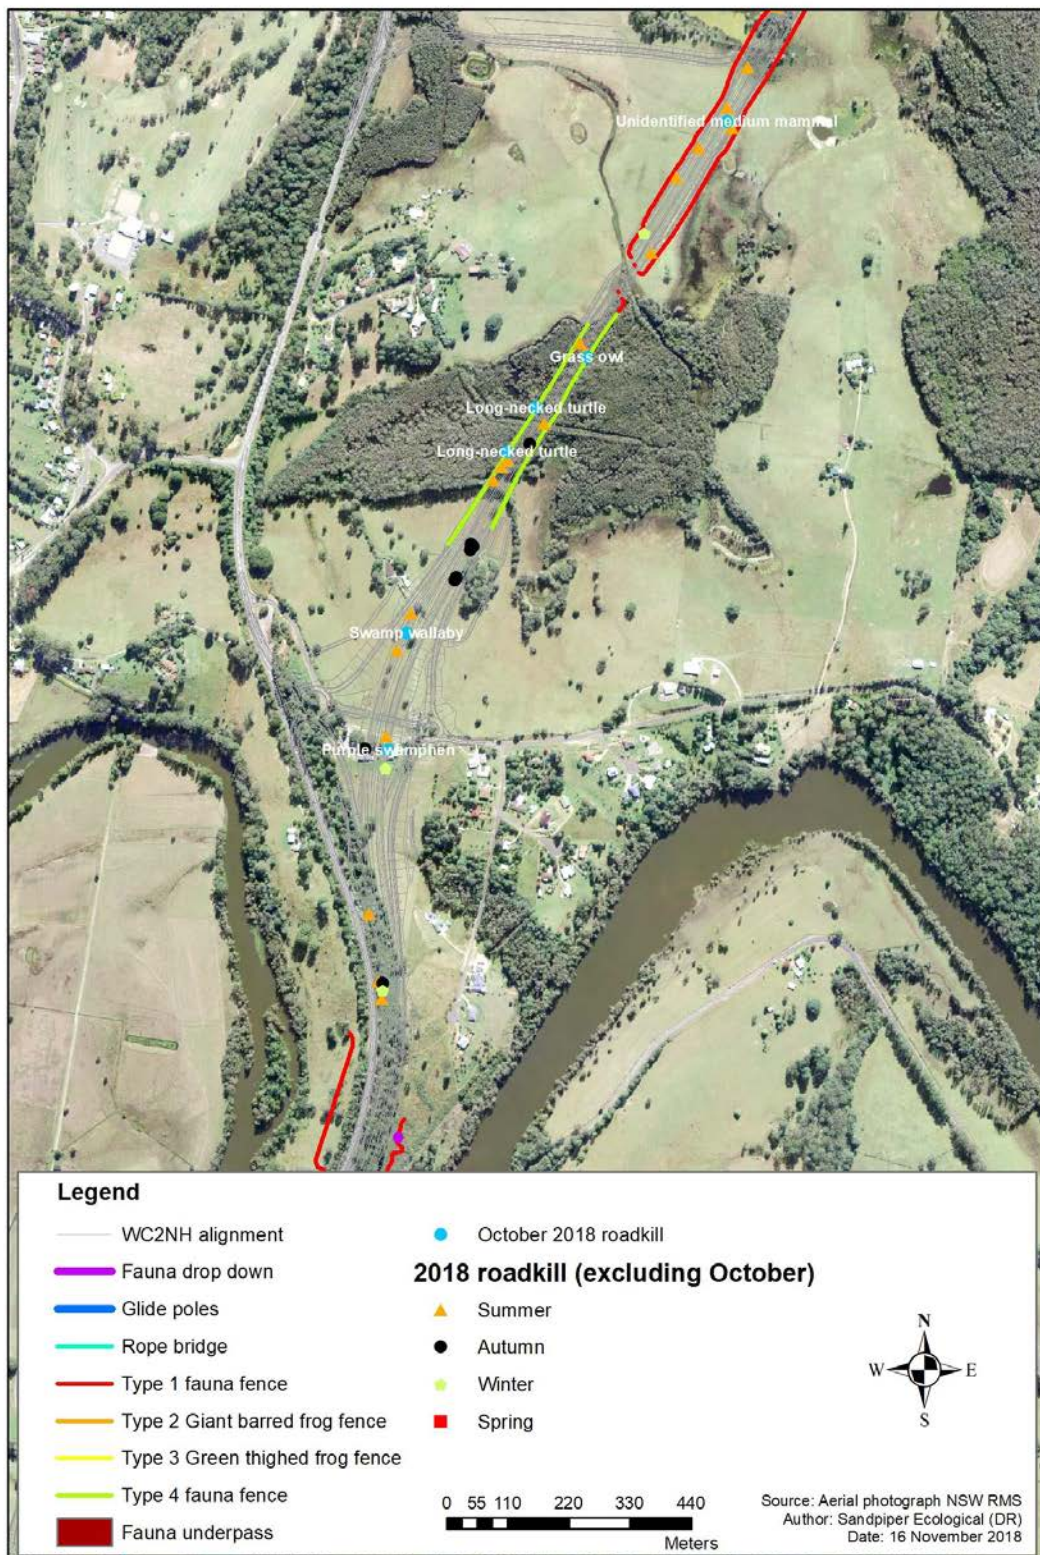 Unidentified medium mammal
Grass owl
Long-necked turtle
Long-necked turtle
Swamp wallaby
Purple swamphen
Legend
WC2NH alignment
Fauna drop down
Glide poles
Rope bridge
Type 1 fauna fence
Type 2 Giant barred frog fence
Type 3 Green thighed frog fence
Type 4 fauna fence
Fauna underpass
October 2018 roadkill
2018 roadkill (excluding October)
Summer
Autumn
Winter
Spring
N
W E
S
0 55 110 220 330 440
Meters
Source: Aerial photograph NSW RMS
Author: Sandpiper Ecological (DR)
Date: 16 November 2018